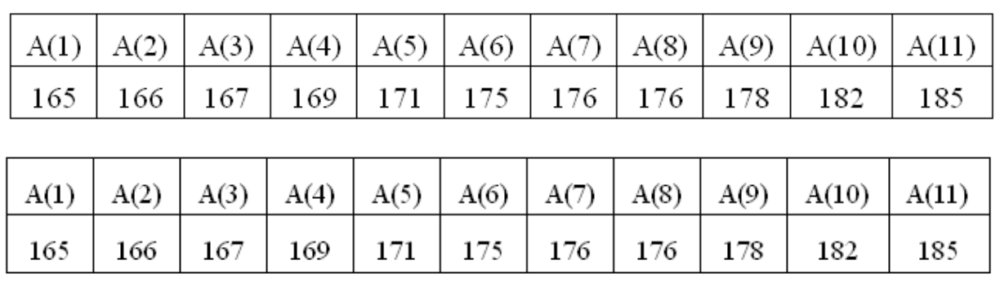 A(1) A(2) A(3) A(4) A(5) A(6) A(7) A(8) A(9) A(10) A(11)
165 166 167 169 171 175 176 176 178 182 185
A(1) A(2) A(3) A(4) A(5) A(6) A(7) A(8) A(9) A(10) A(11)
165 166 167 169 171 175 176 176 178 182 185